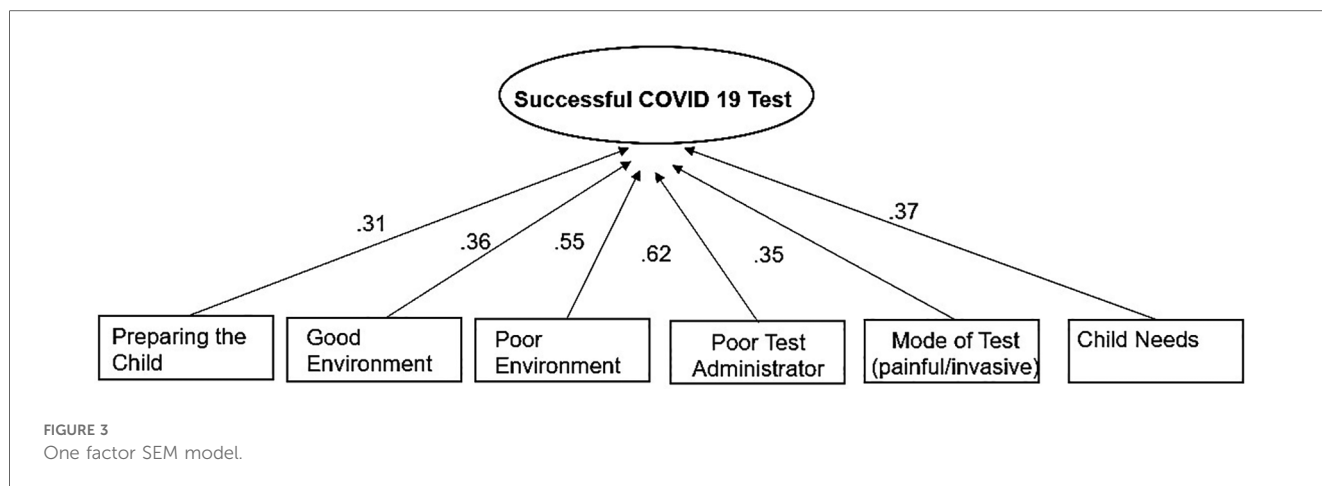 Successful COVID 19 Test
.31
.36
.55
.62
.35
.37
Preparing the
Child
Good
Environment
Poor
Environment
Poor Test
Administrator
Mode of Test
(painful/invasive)
Child Needs
FIGURE 3
One factor SEM model.